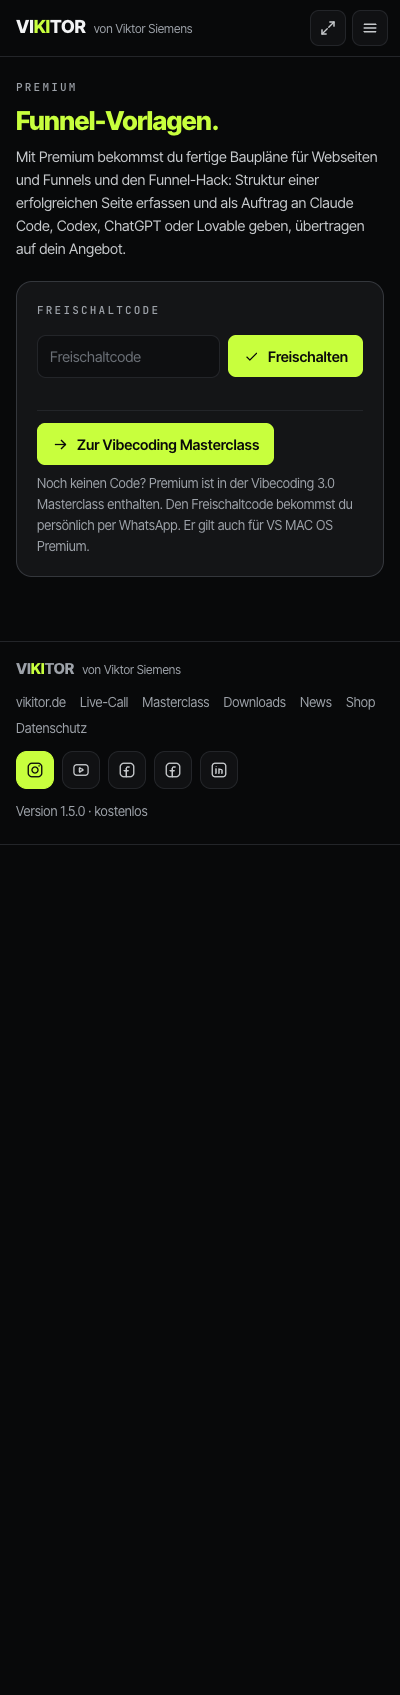 VIKITOR von Viktor Siemens
PREMIUM
Funnel-Vorlagen.
Mit Premium bekommst du fertige Baupläne für Webseiten
und Funnels und den Funnel-Hack: Struktur einer
erfolgreichen Seite erfassen und als Auftrag an Claude
Code, Codex, ChatGPT oder Lovable geben, übertragen
auf dein Angebot.
FREISCHALTCODE
Freischaltcode
Freischalten
Zur Vibecoding Masterclass
Noch keinen Code? Premium ist in der Vibecoding 3.0
Masterclass enthalten. Den Freischaltcode bekommst du
persönlich per WhatsApp. Er gilt auch für VS MAC OS
Premium.
VIKITOR von Viktor Siemens
vikitor.de Live-Call Masterclass Downloads News Shop
Datenschutz
Version 1.5.0 · kostenlos